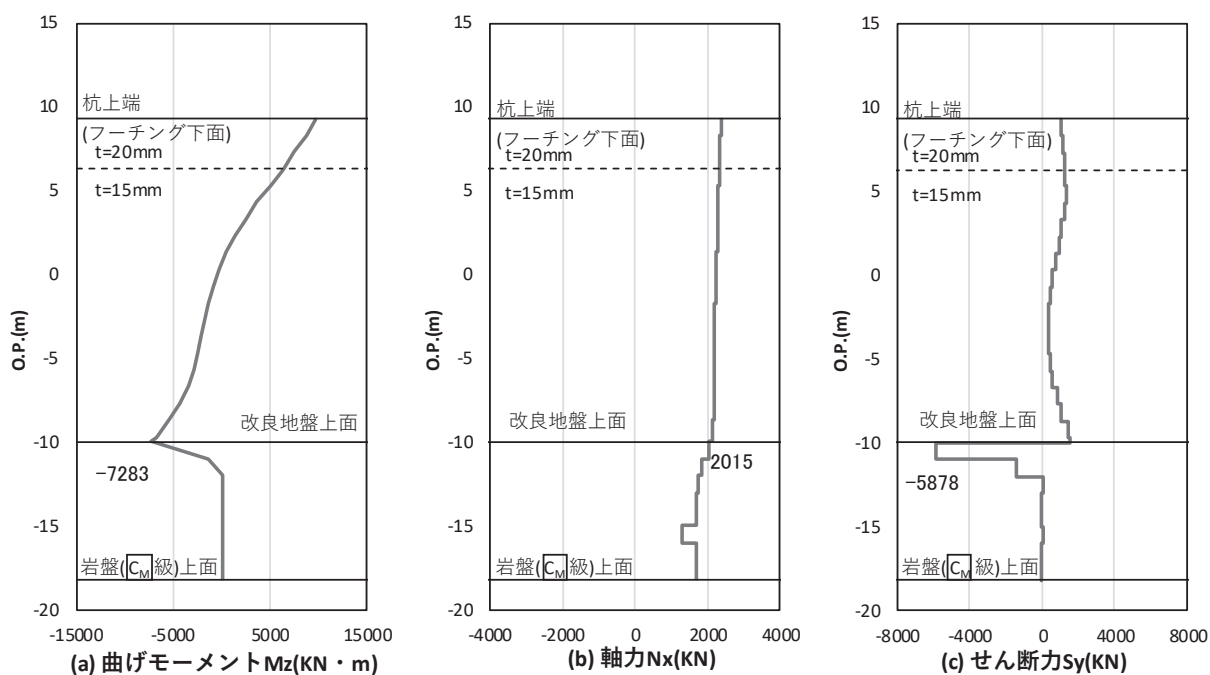 15
10
5
0
-5
-10
-15
-20
O.P.(m)
杭上端
(フーチング下面)
t=20mm
t=15mm
改良地盤上面
−7283
岩盤(CM級)上面
-15000 -5000 5000 15000
(a) 曲げモーメントMz(KN・m)
15
10
5
0
-5
-10
-15
-20
O.P.(m)
杭上端
(フーチング下面)
t=20mm
t=15mm
改良地盤上面
2015
岩盤(CM級)上面
-4000 -2000 0 2000 4000
(b) 軸力Nx(KN)
15
10
5
0
-5
-10
-15
-20
O.P.(m)
杭上端
(フーチング下面)
t=20mm
t=15mm
改良地盤上面
−5878
岩盤(CM級)上面
-8000 -4000 0 4000 8000
(c) せん断力Sy(KN)